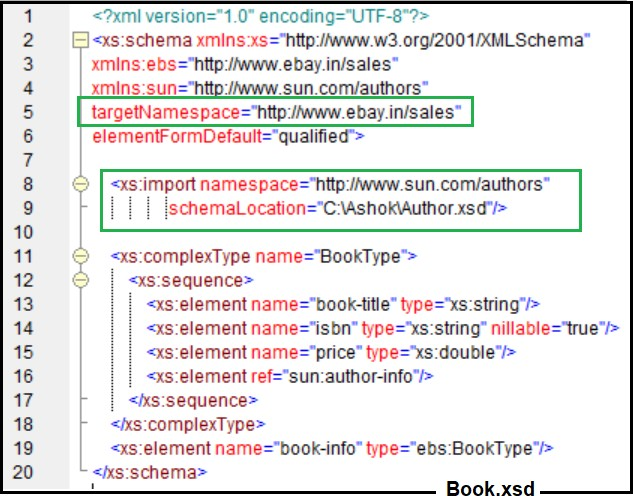 1 <?xml version="1.0" encoding="UTF-8"?>
2 <xs:schema xmlns:xs="http://www.w3.org/2001/XMLSchema"
3 xmlns:ebs="http://www.ebay.in/sales"
4 xmlns:sun="http://www.sun.com/authors"
5 targetNamespace="http://www.ebay.in/sales"
6 elementFormDefault="qualified">
7
8 <xs:import namespace="http://www.sun.com/authors"
9 schemaLocation="C:\Ashok\Author.xsd"/>
10
11 <xs:complexType name="BookType">
12 <xs:sequence>
13 <xs:element name="book-title" type="xs:string"/>
14 <xs:element name="isbn" type="xs:string" nillable="true"/>
15 <xs:element name="price" type="xs:double"/>
16 <xs:element ref="sun:author-info"/>
17 </xs:sequence>
18 </xs:complexType>
19 <xs:element name="book-info" type="ebs:BookType"/>
20 </xs:schema>
Book.xsd